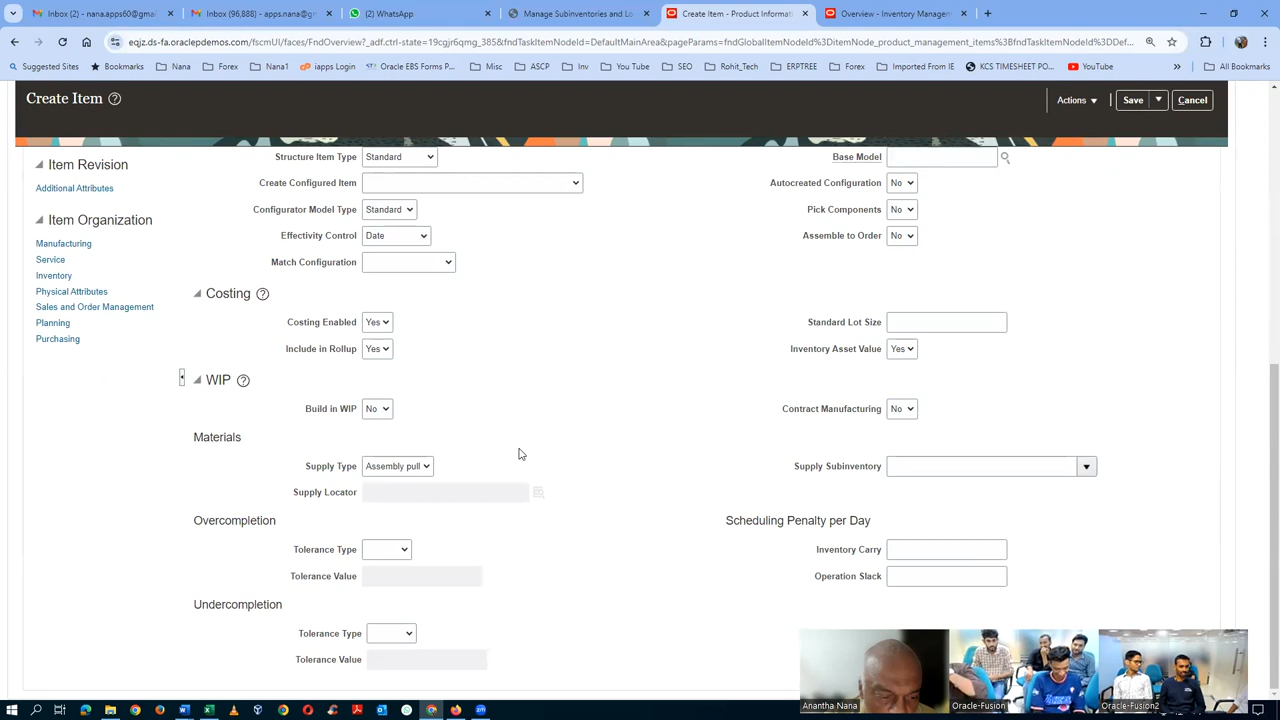 Gmail
Inbox (96,888) - nana.aps60@gm
(2) WhatsApp
Manage Subinventories and Lo
Create Item - Product Informati
Overview - Inventory Managem
eqjz.ds-fa.oraclepdemos.com/fscmUI/faces/FndOverview?_adf.ctrl-state=19cgjr6qmg_385&fndTaskItemNodeId=DefaultMainArea&pageParams=fndGlobalItemNodeId%3DitemNode_product_management_items%3BfndTaskItemNodeId%3DDef...
Suggested Sites Bookmarks Nana Forex Nana1 iapps Login Oracle EBS Forms P... Misc ASCP Inv You Tube SEO Rohit_Tech ERPTREE Forex Imported From IE KCS TIMESHEET PO... YouTube » All Bookmarks
Create Item
Actions Save Cancel
Item Revision
Additional Attributes
Item Organization
Manufacturing
Service
Inventory
Physical Attributes
Sales and Order Management
Planning
Purchasing
Structure Item Type Standard Base Model
Create Configured Item Autocreated Configuration No
Configurator Model Type Standard Pick Components No
Effectivity Control Date Assemble to Order No
Match Configuration
Costing
Costing Enabled Yes Standard Lot Size
Include in Rollup Yes Inventory Asset Value Yes
WIP
Build in WIP No Contract Manufacturing No
Materials
Supply Type Assembly pull Supply Subinventory
Supply Locator
Overcompletion Scheduling Penalty per Day
Tolerance Type Inventory Carry
Tolerance Value Operation Slack
Undercompletion
Tolerance Type
Tolerance Value
Anantha Nana Oracle-Fusion Oracle-Fusion2